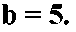 b = 5.